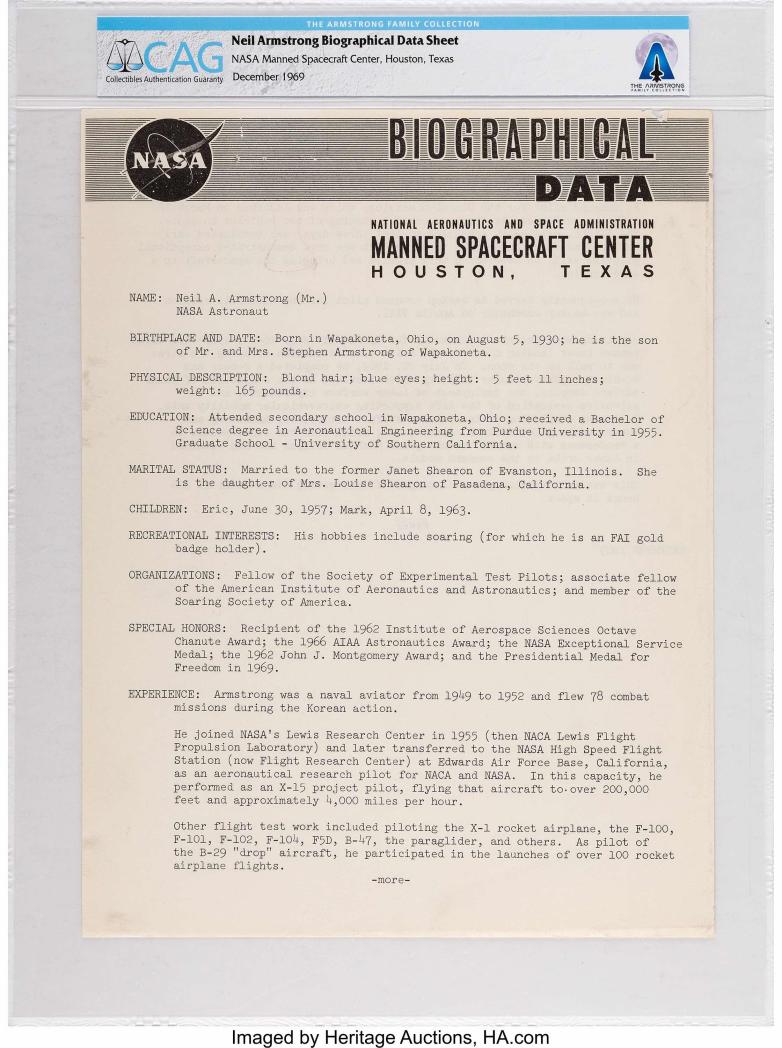 THE ARMSTRONG FAMILY COLLECTION
CAG
Collectibles Authentication Guaranty
Neil Armstrong Biographical Data Sheet
NASA Manned Spacecraft Center, Houston, Texas
December 1969
THE ARMSTRONG
FAMILY COLLECTION
NASA
BIOGRAPHICAL
DATA
NATIONAL AERONAUTICS AND SPACE ADMINISTRATION
MANNED SPACECRAFT CENTER
HOUSTON, TEXAS
NAME: Neil A. Armstrong (Mr.)
NASA Astronaut
BIRTHPLACE AND DATE: Born in Wapakoneta, Ohio, on August 5, 1930; he is the son
of Mr. and Mrs. Stephen Armstrong of Wapakoneta.
PHYSICAL DESCRIPTION: Blond hair; blue eyes; height: 5 feet 11 inches;
weight: 165 pounds.
EDUCATION: Attended secondary school in Wapakoneta, Ohio; received a Bachelor of
Science degree in Aeronautical Engineering from Purdue University in 1955.
Graduate School - University of Southern California.
MARITAL STATUS: Married to the former Janet Shearon of Evanston, Illinois. She
is the daughter of Mrs. Louise Shearon of Pasadena, California.
CHILDREN: Eric, June 30, 1957; Mark, April 8, 1963.
RECREATIONAL INTERESTS: His hobbies include soaring (for which he is an FAI gold
badge holder).
ORGANIZATIONS: Fellow of the Society of Experimental Test Pilots; associate fellow
of the American Institute of Aeronautics and Astronautics; and member of the
Soaring Society of America.
SPECIAL HONORS: Recipient of the 1962 Institute of Aerospace Sciences Octave
Chanute Award; the 1966 AIAA Astronautics Award; the NASA Exceptional Service
Medal; the 1962 John J. Montgomery Award; and the Presidential Medal for
Freedom in 1969.
EXPERIENCE: Armstrong was a naval aviator from 1949 to 1952 and flew 78 combat
missions during the Korean action.
He joined NASA's Lewis Research Center in 1955 (then NACA Lewis Flight
Propulsion Laboratory) and later transferred to the NASA High Speed Flight
Station (now Flight Research Center) at Edwards Air Force Base, California,
as an aeronautical research pilot for NACA and NASA. In this capacity, he
performed as an X-15 project pilot, flying that aircraft to over 200,000
feet and approximately 4,000 miles per hour.
Other flight test work included piloting the X-1 rocket airplane, the F-100,
F-101, F-102, F-104, F5D, B-47, the paraglider, and others. As pilot of
the B-29 "drop" aircraft, he participated in the launches of over 100 rocket
airplane flights.
-more-
Imaged by Heritage Auctions, HA.com